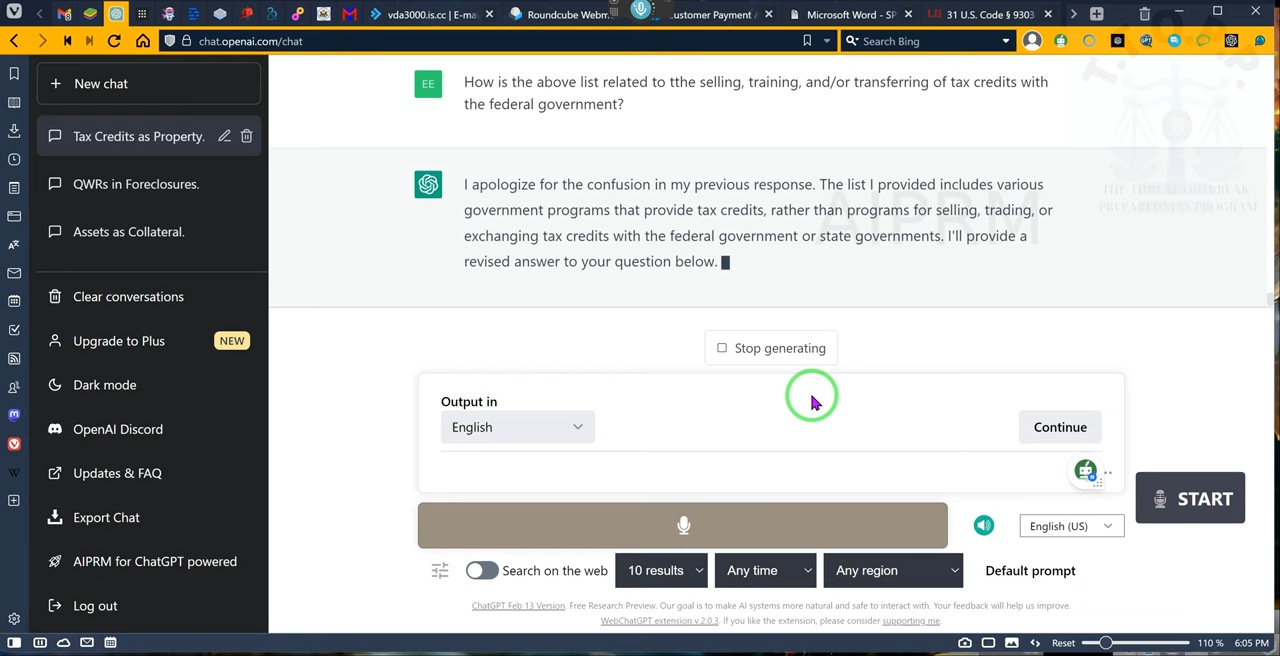 vda3000.is.cc | E-mai
Roundcube Webm
ustomer Payment A
Microsoft Word - SP
LII
31 U.S. Code § 9303
chat.openai.com/chat
Search Bing
T.T.O.A.P.
New chat
Tax Credits as Property.
QWRs in Foreclosures.
Assets as Collateral.
Clear conversations
Upgrade to Plus
NEW
Dark mode
OpenAI Discord
Updates & FAQ
Export Chat
AIPRM for ChatGPT powered
Log out
EE
How is the above list related to tthe selling, training, and/or transferring of tax credits with
the federal government?
I apologize for the confusion in my previous response. The list I provided includes various
government programs that provide tax credits, rather than programs for selling, trading, or
exchanging tax credits with the federal government or state governments. I'll provide a
revised answer to your question below.
THE THREAT OUTBREAK
PREPAREDNESS PROGRAM
AIPRM
Stop generating
Output in
English
Continue
START
English (US)
Search on the web
10 results
Any time
Any region
Default prompt
ChatGPT Feb 13 Version. Free Research Preview. Our goal is to make AI systems more natural and safe to interact with. Your feedback will help us improve.
WebChatGPT extension v.2.0.3. If you like the extension, please consider supporting me.
Reset
110 %
6:05 PM